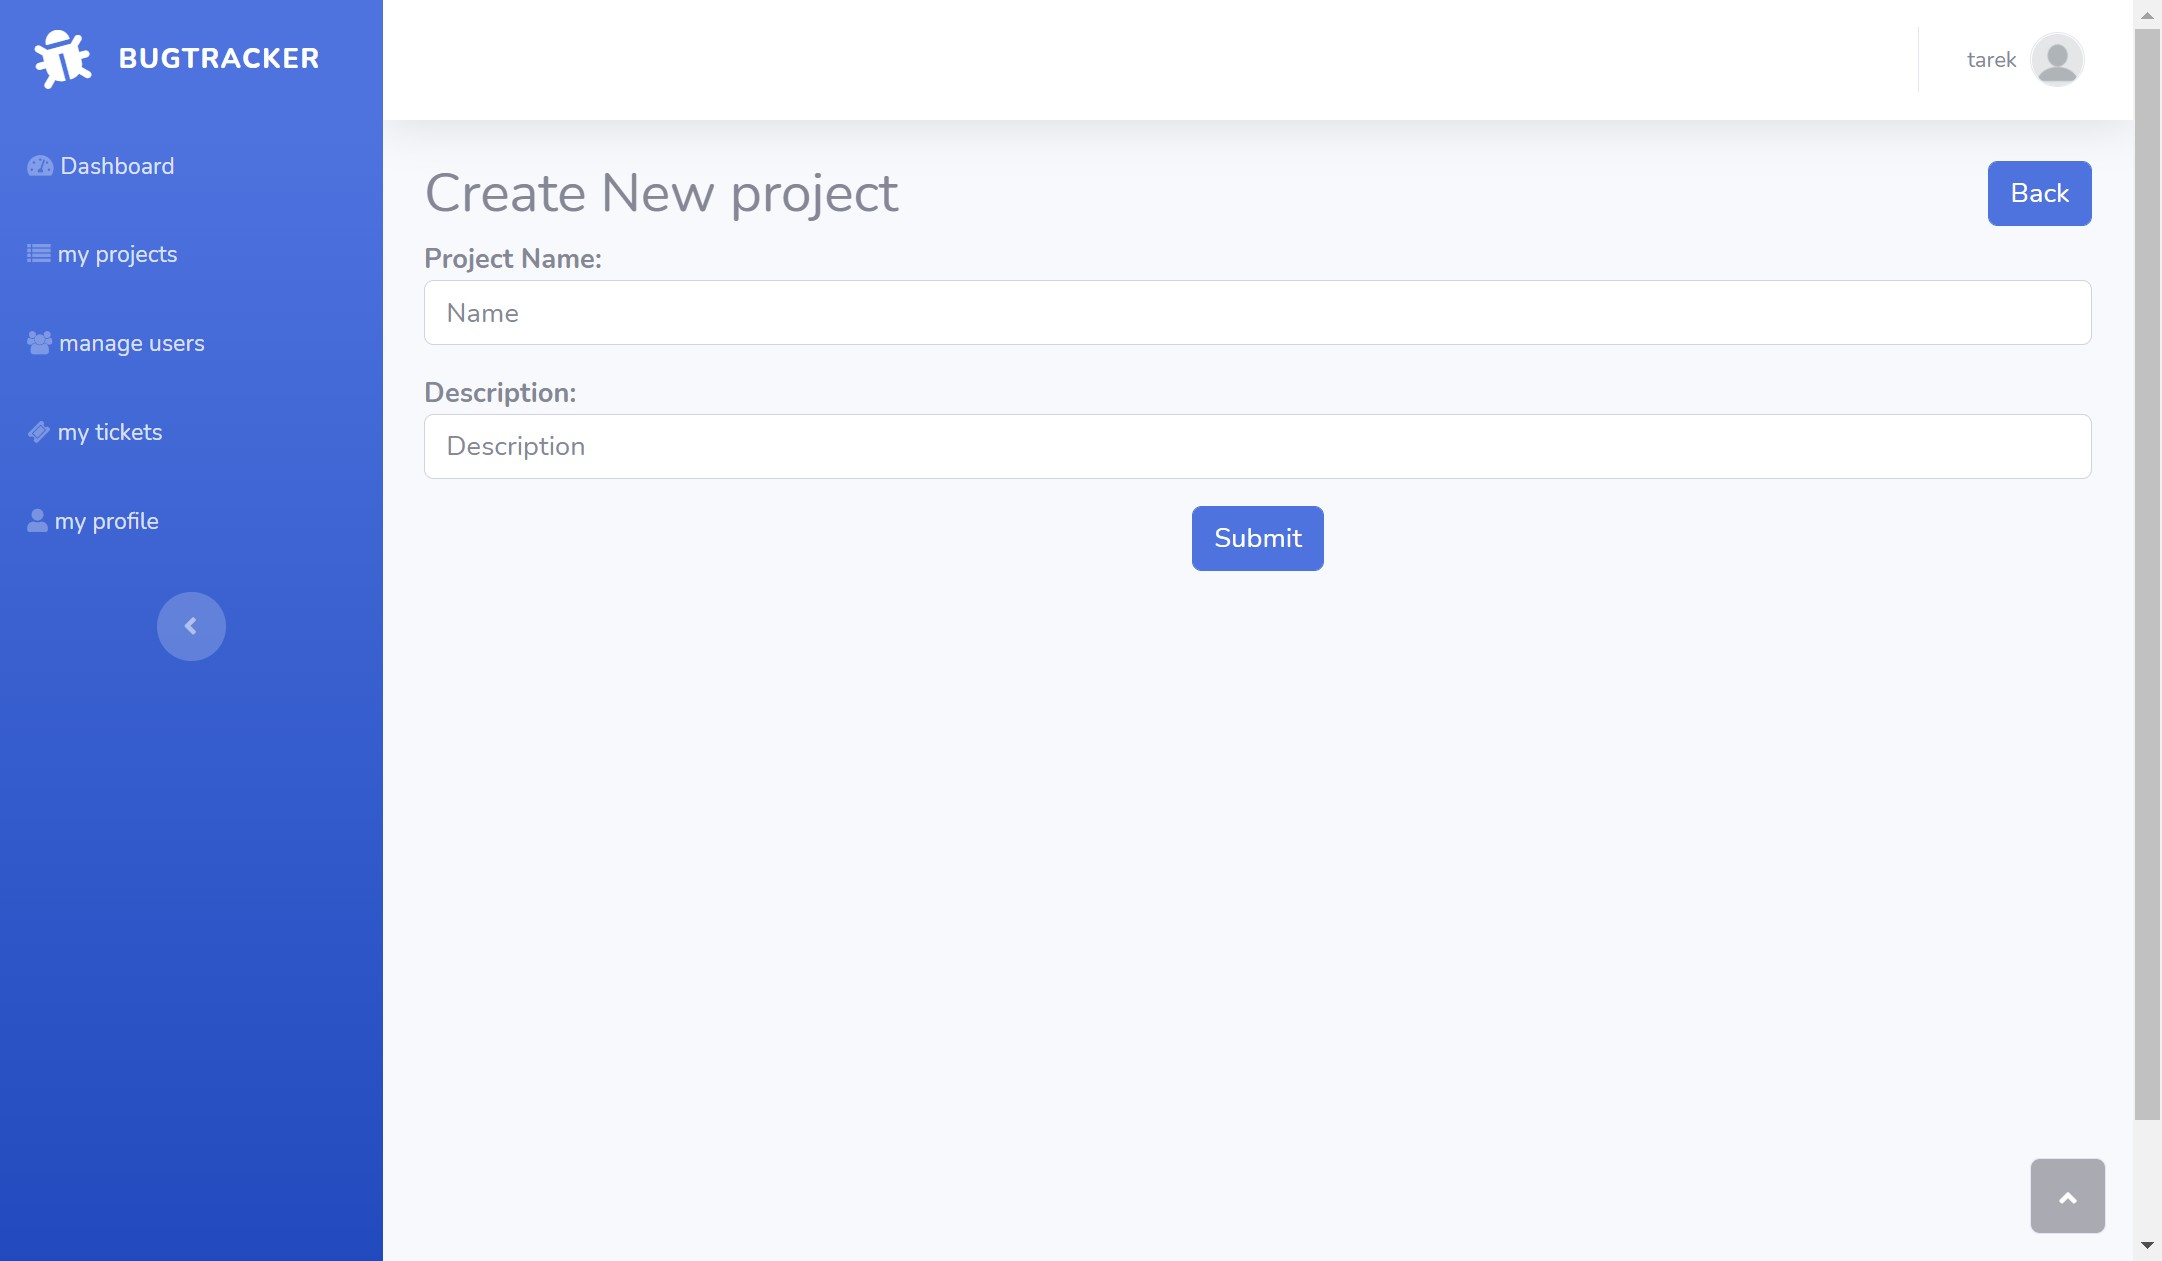 BUGTRACKER
tarek
Dashboard
my projects
manage users
my tickets
my profile
Create New project
Back
Project Name:
Name
Description:
Description
Submit